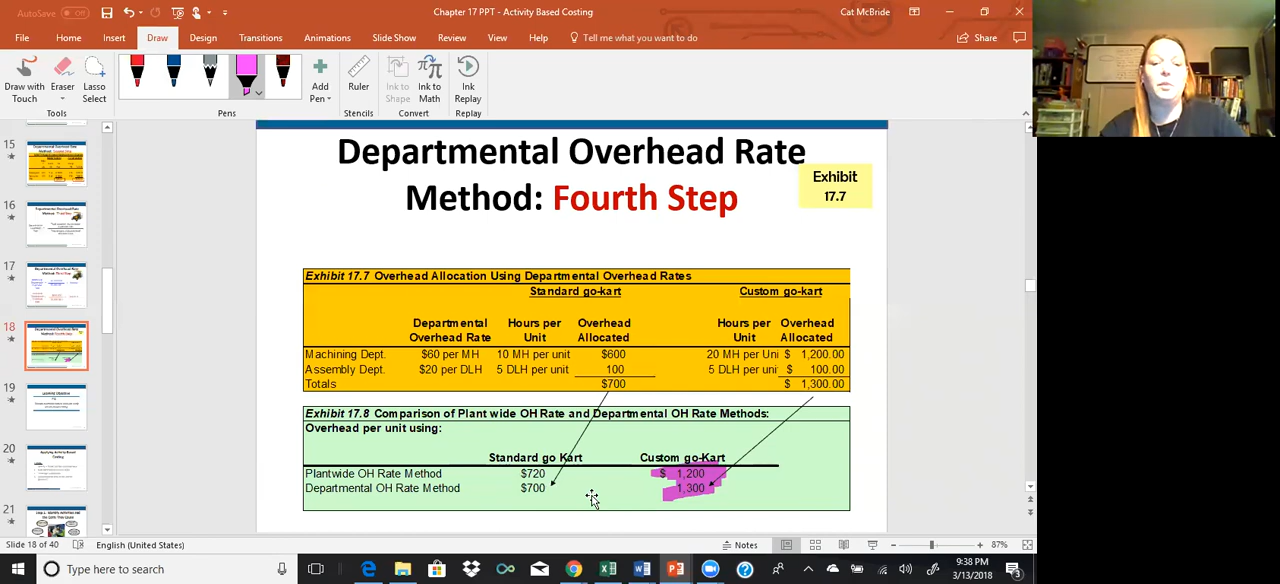 AutoSave Off
Chapter 17 PPT - Activity Based Costing
Cat McBride
File Home Insert Draw Design Transitions Animations Slide Show Review View Help Tell me what you want to do Share
Draw with Touch
Eraser
Lasso Select
Add Pen
Ruler
Ink to Shape
Ink to Math
Ink Replay
Tools Pens Stencils Convert Replay
15
16
17
18
19
20
21
Departmental Overhead Rate
Method: Fourth Step
Exhibit
17.7
Exhibit 17.7 Overhead Allocation Using Departmental Overhead Rates
Standard go-kart Custom go-kart
Departmental Hours per Overhead Hours per Overhead
Overhead Rate Unit Allocated Unit Allocated
Machining Dept. $60 per MH 10 MH per unit $600 20 MH per Uni $ 1,200.00
Assembly Dept. $20 per DLH 5 DLH per unit 100 5 DLH per uni $ 100.00
Totals $700 $ 1,300.00
Exhibit 17.8 Comparison of Plant wide OH Rate and Departmental OH Rate Methods:
Overhead per unit using:
Standard go Kart Custom go-Kart
Plantwide OH Rate Method $720 $ 1,200
Departmental OH Rate Method $700 1,300
Slide 18 of 40 English (United States) Notes 87%
Type here to search
9:38 PM
3/13/2018